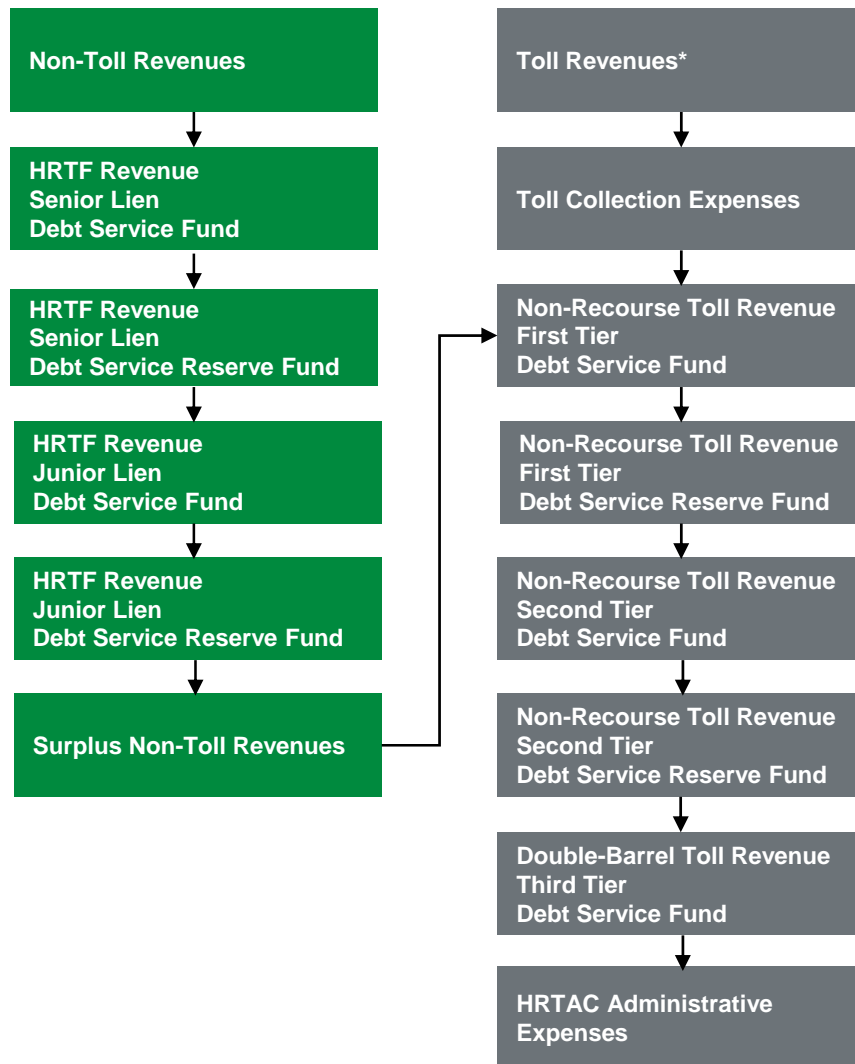 Non-Toll Revenues
HRTF Revenue
Senior Lien
Debt Service Fund
HRTF Revenue
Senior Lien
Debt Service Reserve Fund
HRTF Revenue
Junior Lien
Debt Service Fund
HRTF Revenue
Junior Lien
Debt Service Reserve Fund
Surplus Non-Toll Revenues
Toll Revenues*
Toll Collection Expenses
Non-Recourse Toll Revenue
First Tier
Debt Service Fund
Non-Recourse Toll Revenue
First Tier
Debt Service Reserve Fund
Non-Recourse Toll Revenue
Second Tier
Debt Service Fund
Non-Recourse Toll Revenue
Second Tier
Debt Service Reserve Fund
Double-Barrel Toll Revenue
Third Tier
Debt Service Fund
HRTAC Administrative
Expenses